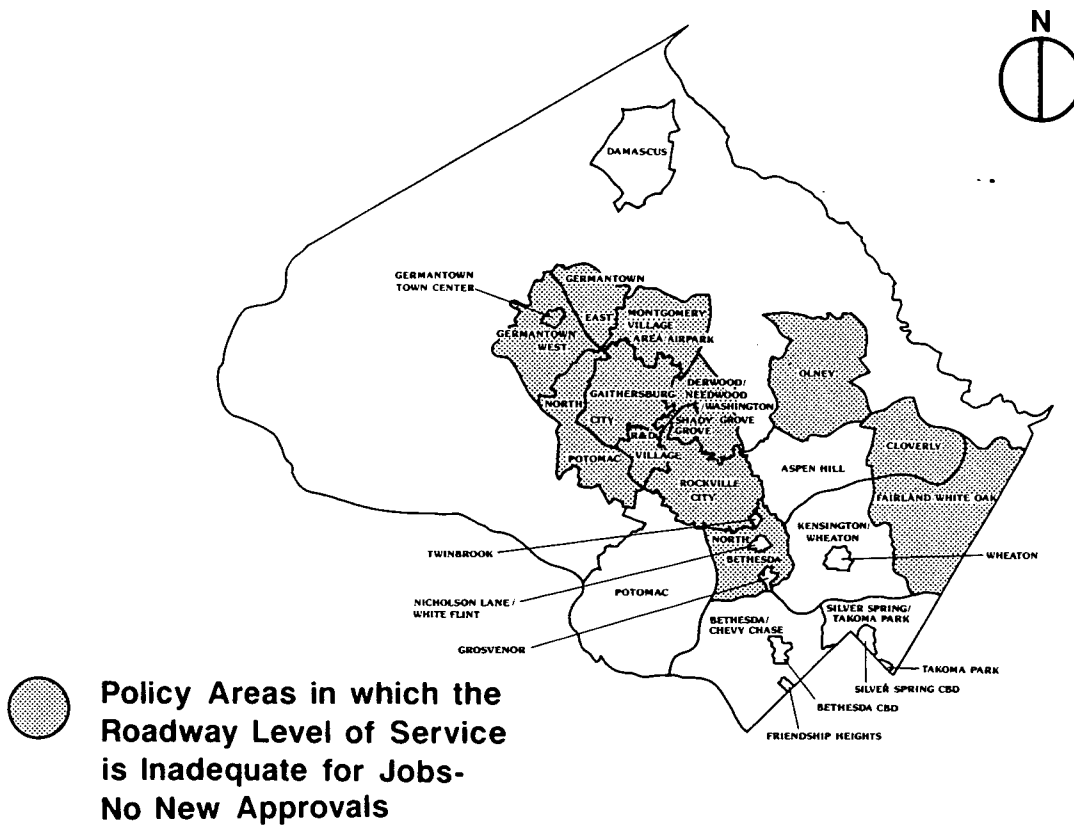 N
DAMASCUS
GERMANTOWN
TOWN CENTER
GERMANTOWN
EAST
MONTGOMERY
VILLAGE
AREA AIRPARK
GERMANTOWN
WEST
OLNEY
DERWOOD/
NEEDWOOD
/WASHINGTON
GAITHERSBURG
CITY
NORTH
POTOMAC
SHADY GROVE
GROVE
R&D
VILLAGE
CLOVERLY
ASPEN HILL
ROCKVILLE
CITY
FAIRLAND WHITE OAK
KENSINGTON/
WHEATON
TWINBROOK
NORTH
BETHESDA
WHEATON
POTOMAC
NICHOLSON LANE/
WHITE FLINT
SILVER SPRING/
TAKOMA PARK
BETHESDA/
CHEVY CHASE
GROSVENOR
TAKOMA PARK
SILVER SPRING CBD
BETHESDA CBD
FRIENDSHIP HEIGHTS
Policy Areas in which the
Roadway Level of Service
is Inadequate for Jobs-
No New Approvals